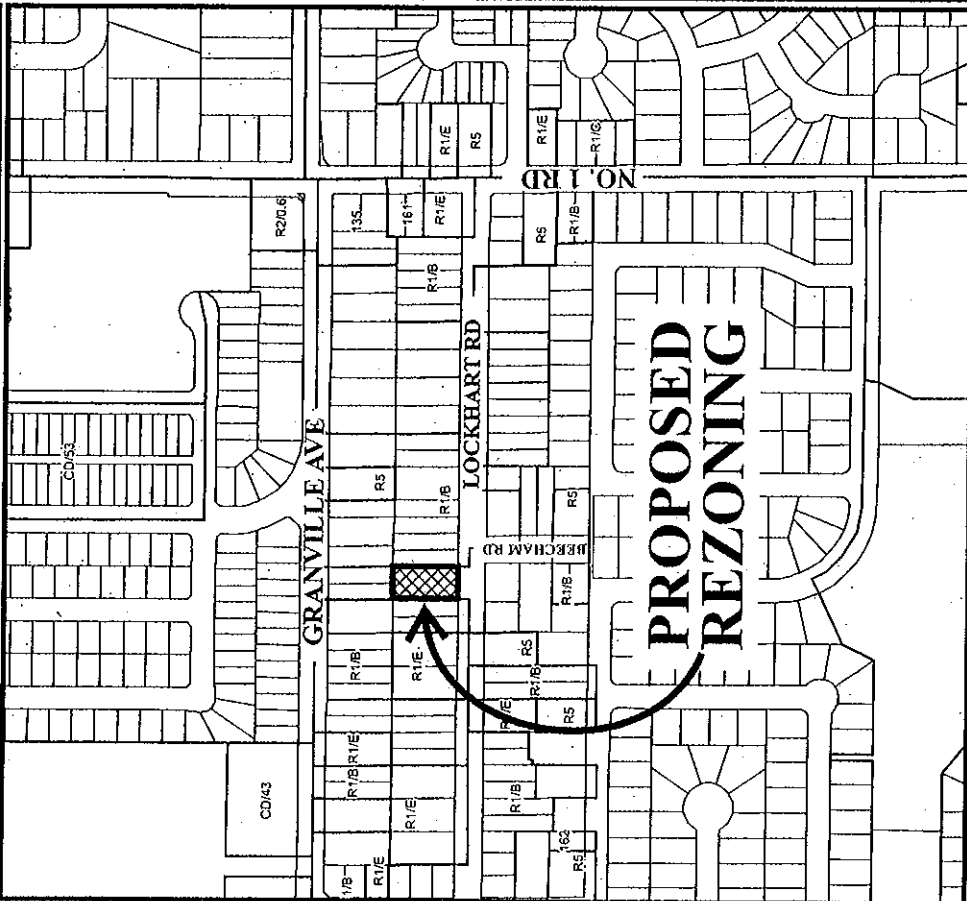 R1/E
R5
R1/E
R1/G
NO. 1 RD
R2/0.6
135
161
R1/E
R5
R1/B
R1/B
CD/53
GRANVILLE AVE
LOCKHART RD
R5
R1/B
R5
BEECHAM RD
R1/B
PROPOSED
REZONING
R1/B
R1/E
R5
R1/B
R/E
R5
R1/B R1/E
R1/E
R1/B
CD/43
162
R5
1/B
R1/E